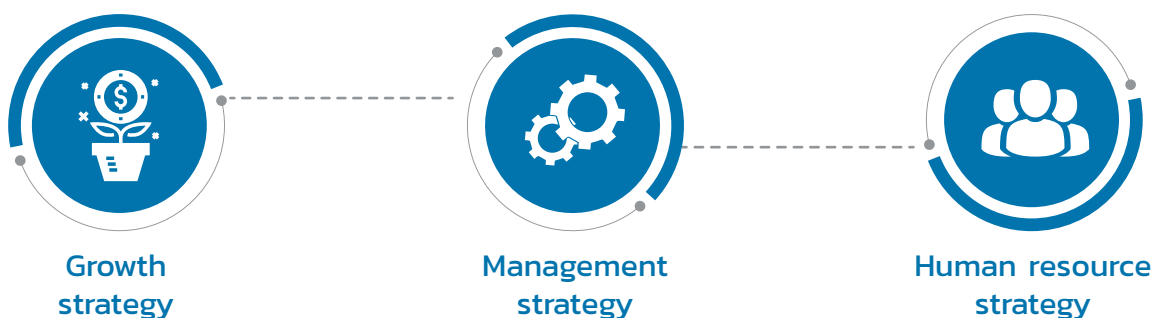 $
Growth
strategy
Management
strategy
Human resource
strategy